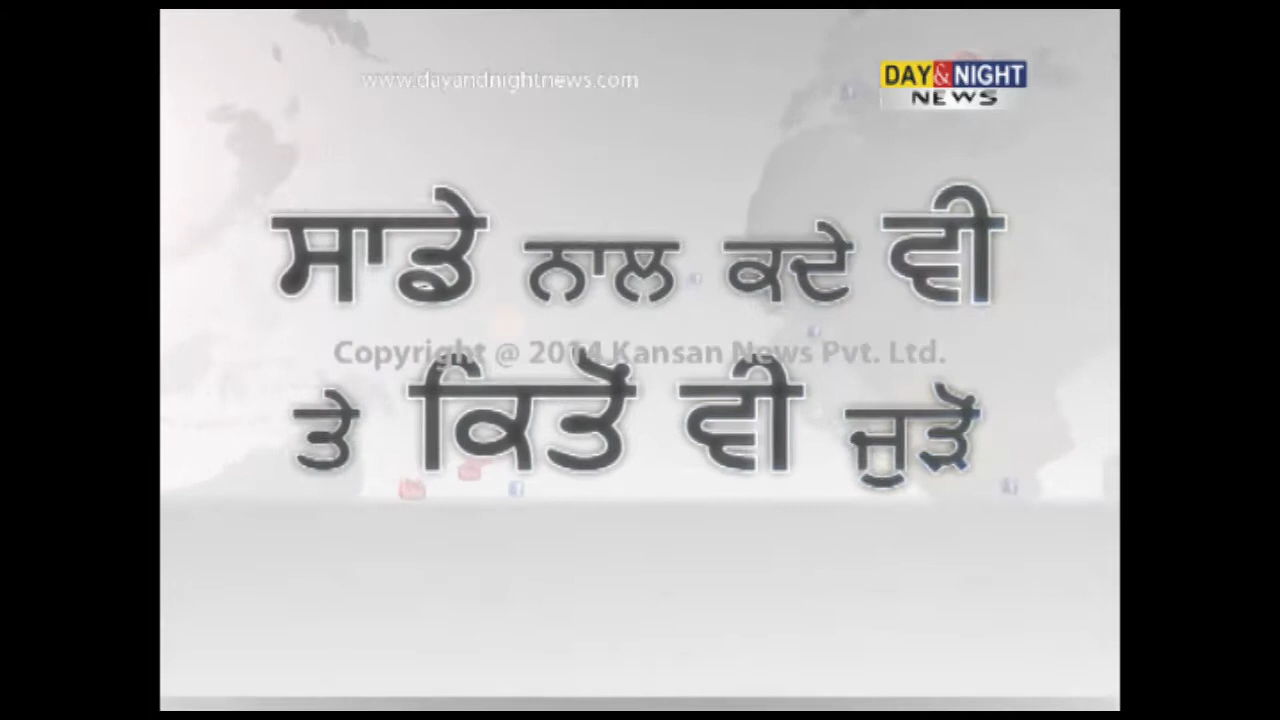 www.dayandnightnews.com
DAY & NIGHT
NEWS
ਸਾਡੇ ਨਾਲ ਕਦੇ ਵੀ
Copyright @ 2014 Kansan News Pvt. Ltd.
ਤੇ ਕਿਤੋਂ ਵੀ ਜੁੜੋਂ